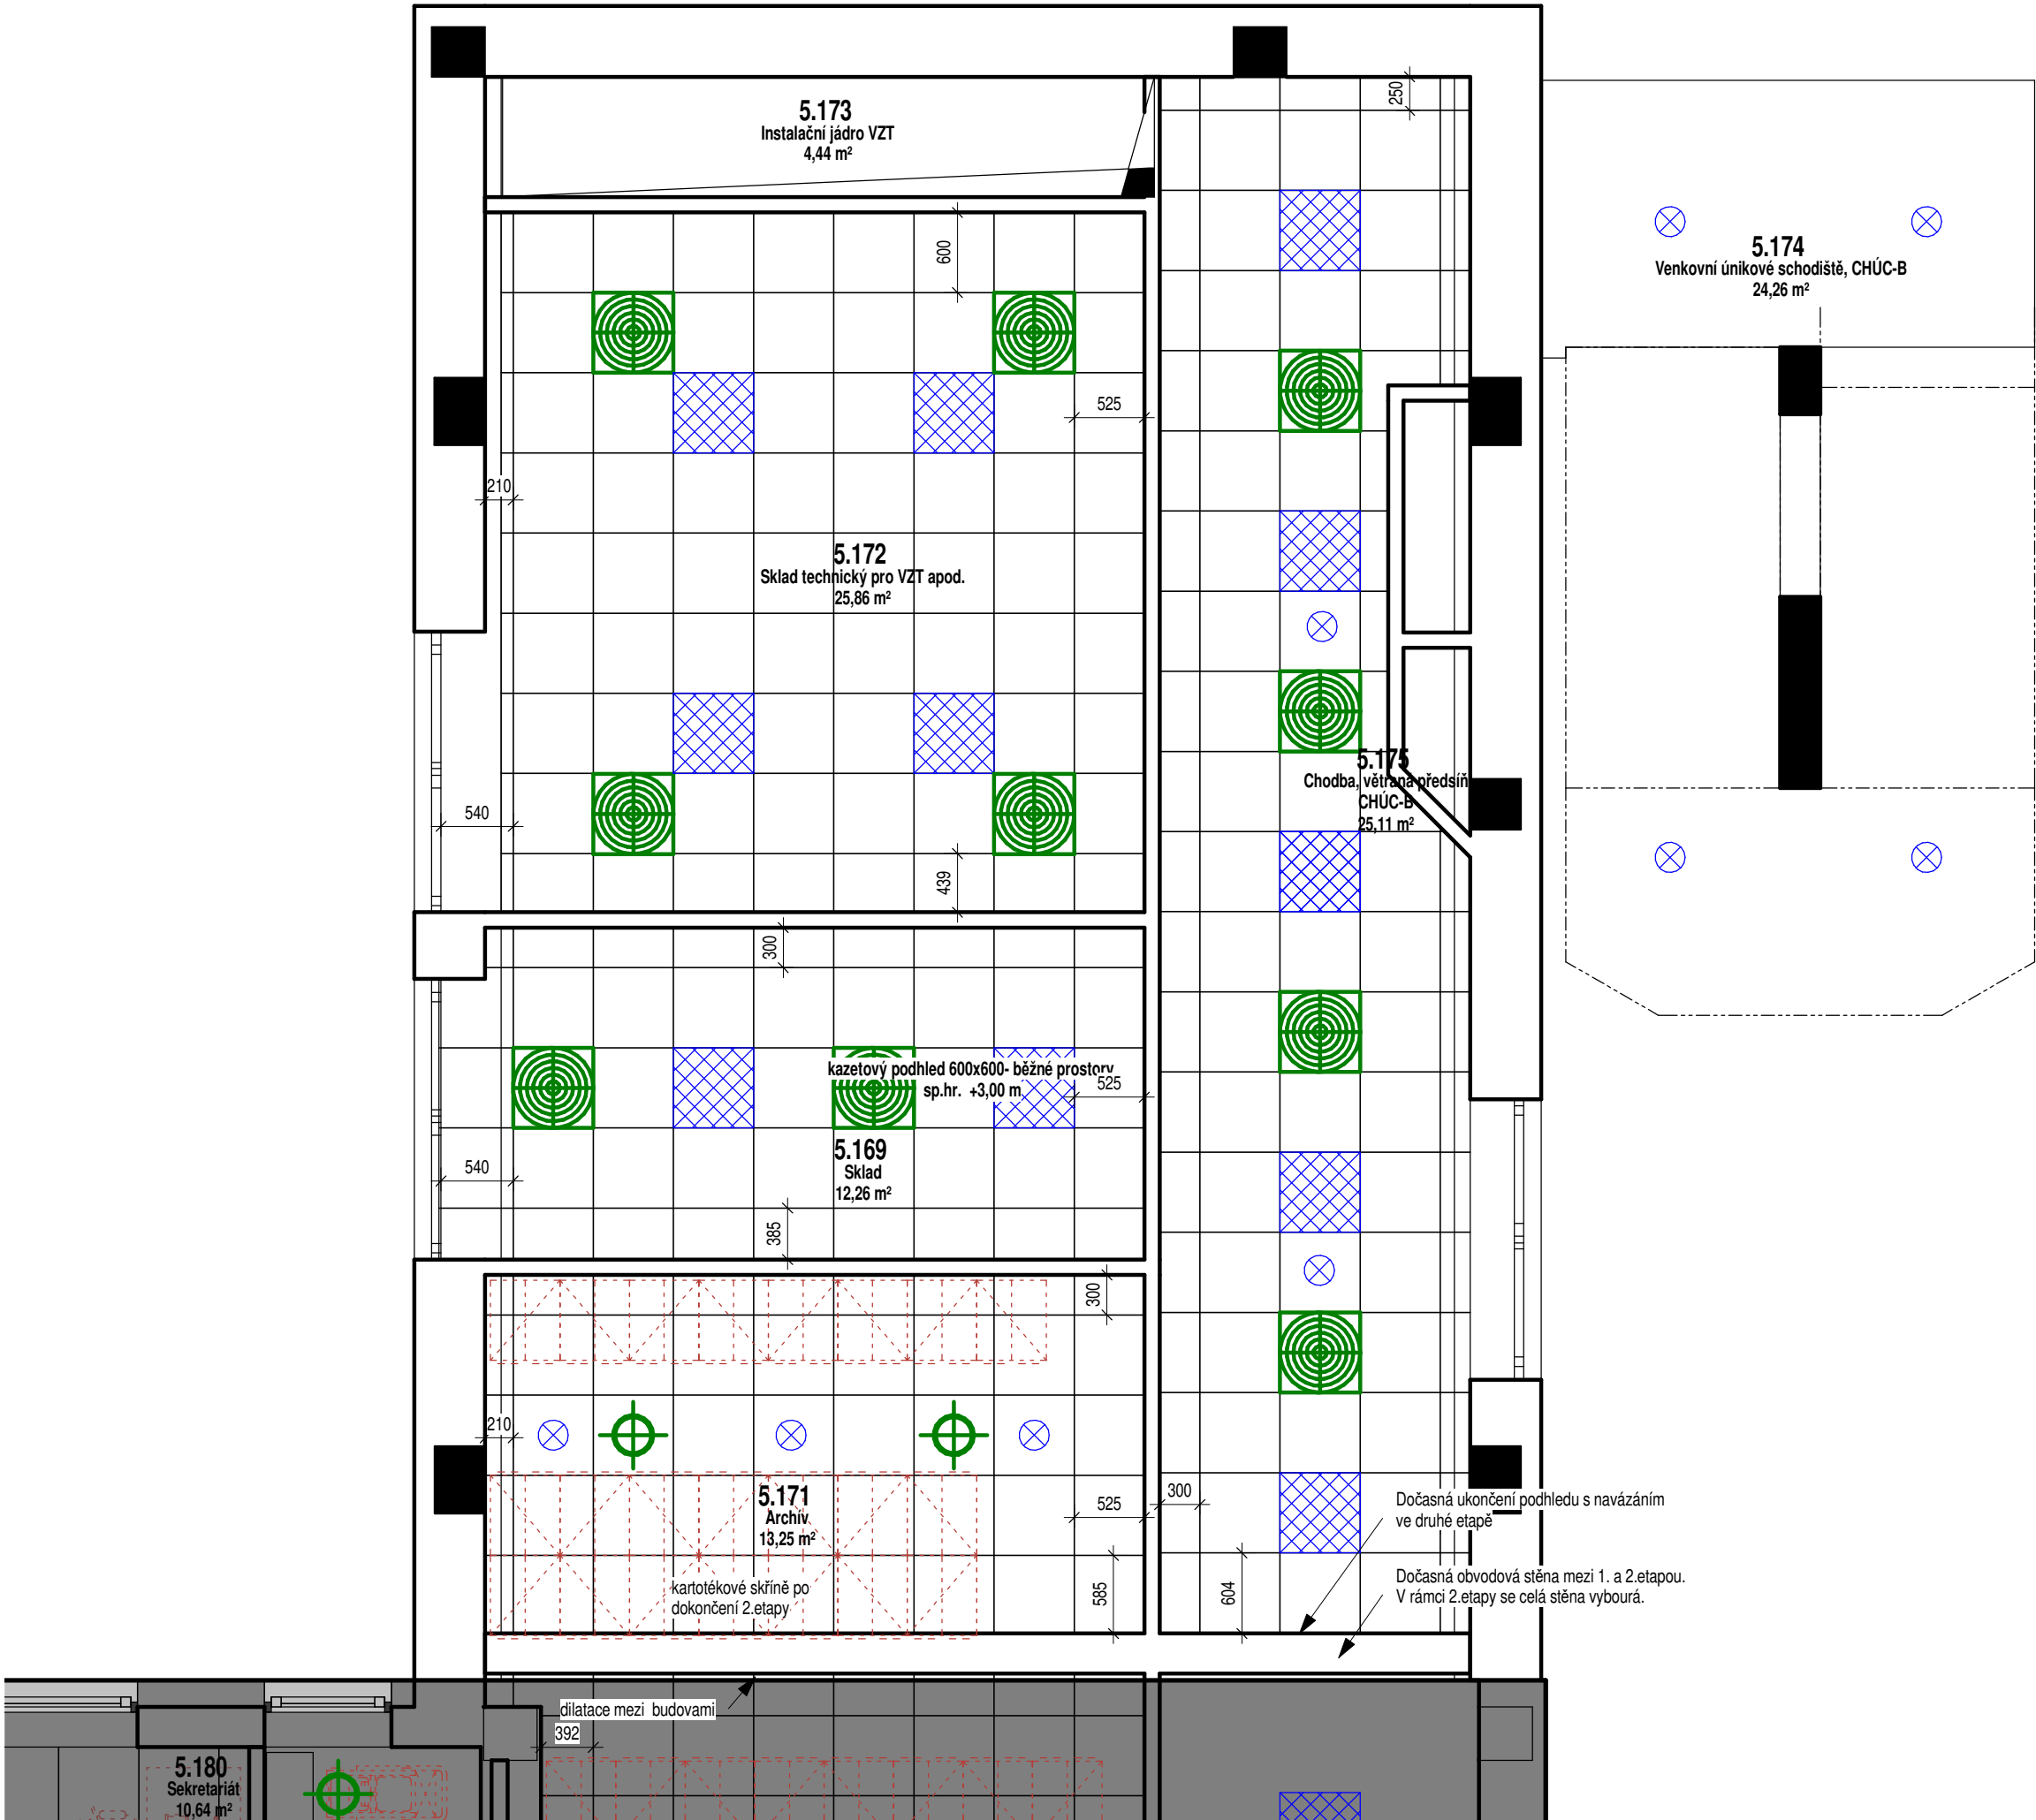 250
5.173
Instalační jádro VZT
4,44 m²
5.174
Venkovní únikové schodiště, CHÚC-B
24,26 m²
600
525
210
5.172
Sklad technický pro VZT apod.
25,86 m²
5.175
Chodba, větraná předsíň
CHÚC-B
25,11 m²
540
439
300
kazetový podhled 600x600- běžné prostory
sp.hr. +3,00 m
525
5.169
Sklad
12,26 m²
540
385
300
210
5.171
Archiv
13,25 m²
525
300
Dočasná ukončení podhledu s navázáním
ve druhé etapě
kartotékové skříně po
dokončení 2.etapy
585
604
Dočasná obvodová stěna mezi 1. a 2.etapou.
V rámci 2.etapy se celá stěna vybourá.
dilatace mezi budovami
392
5.180
Sekretariát
10,64 m²